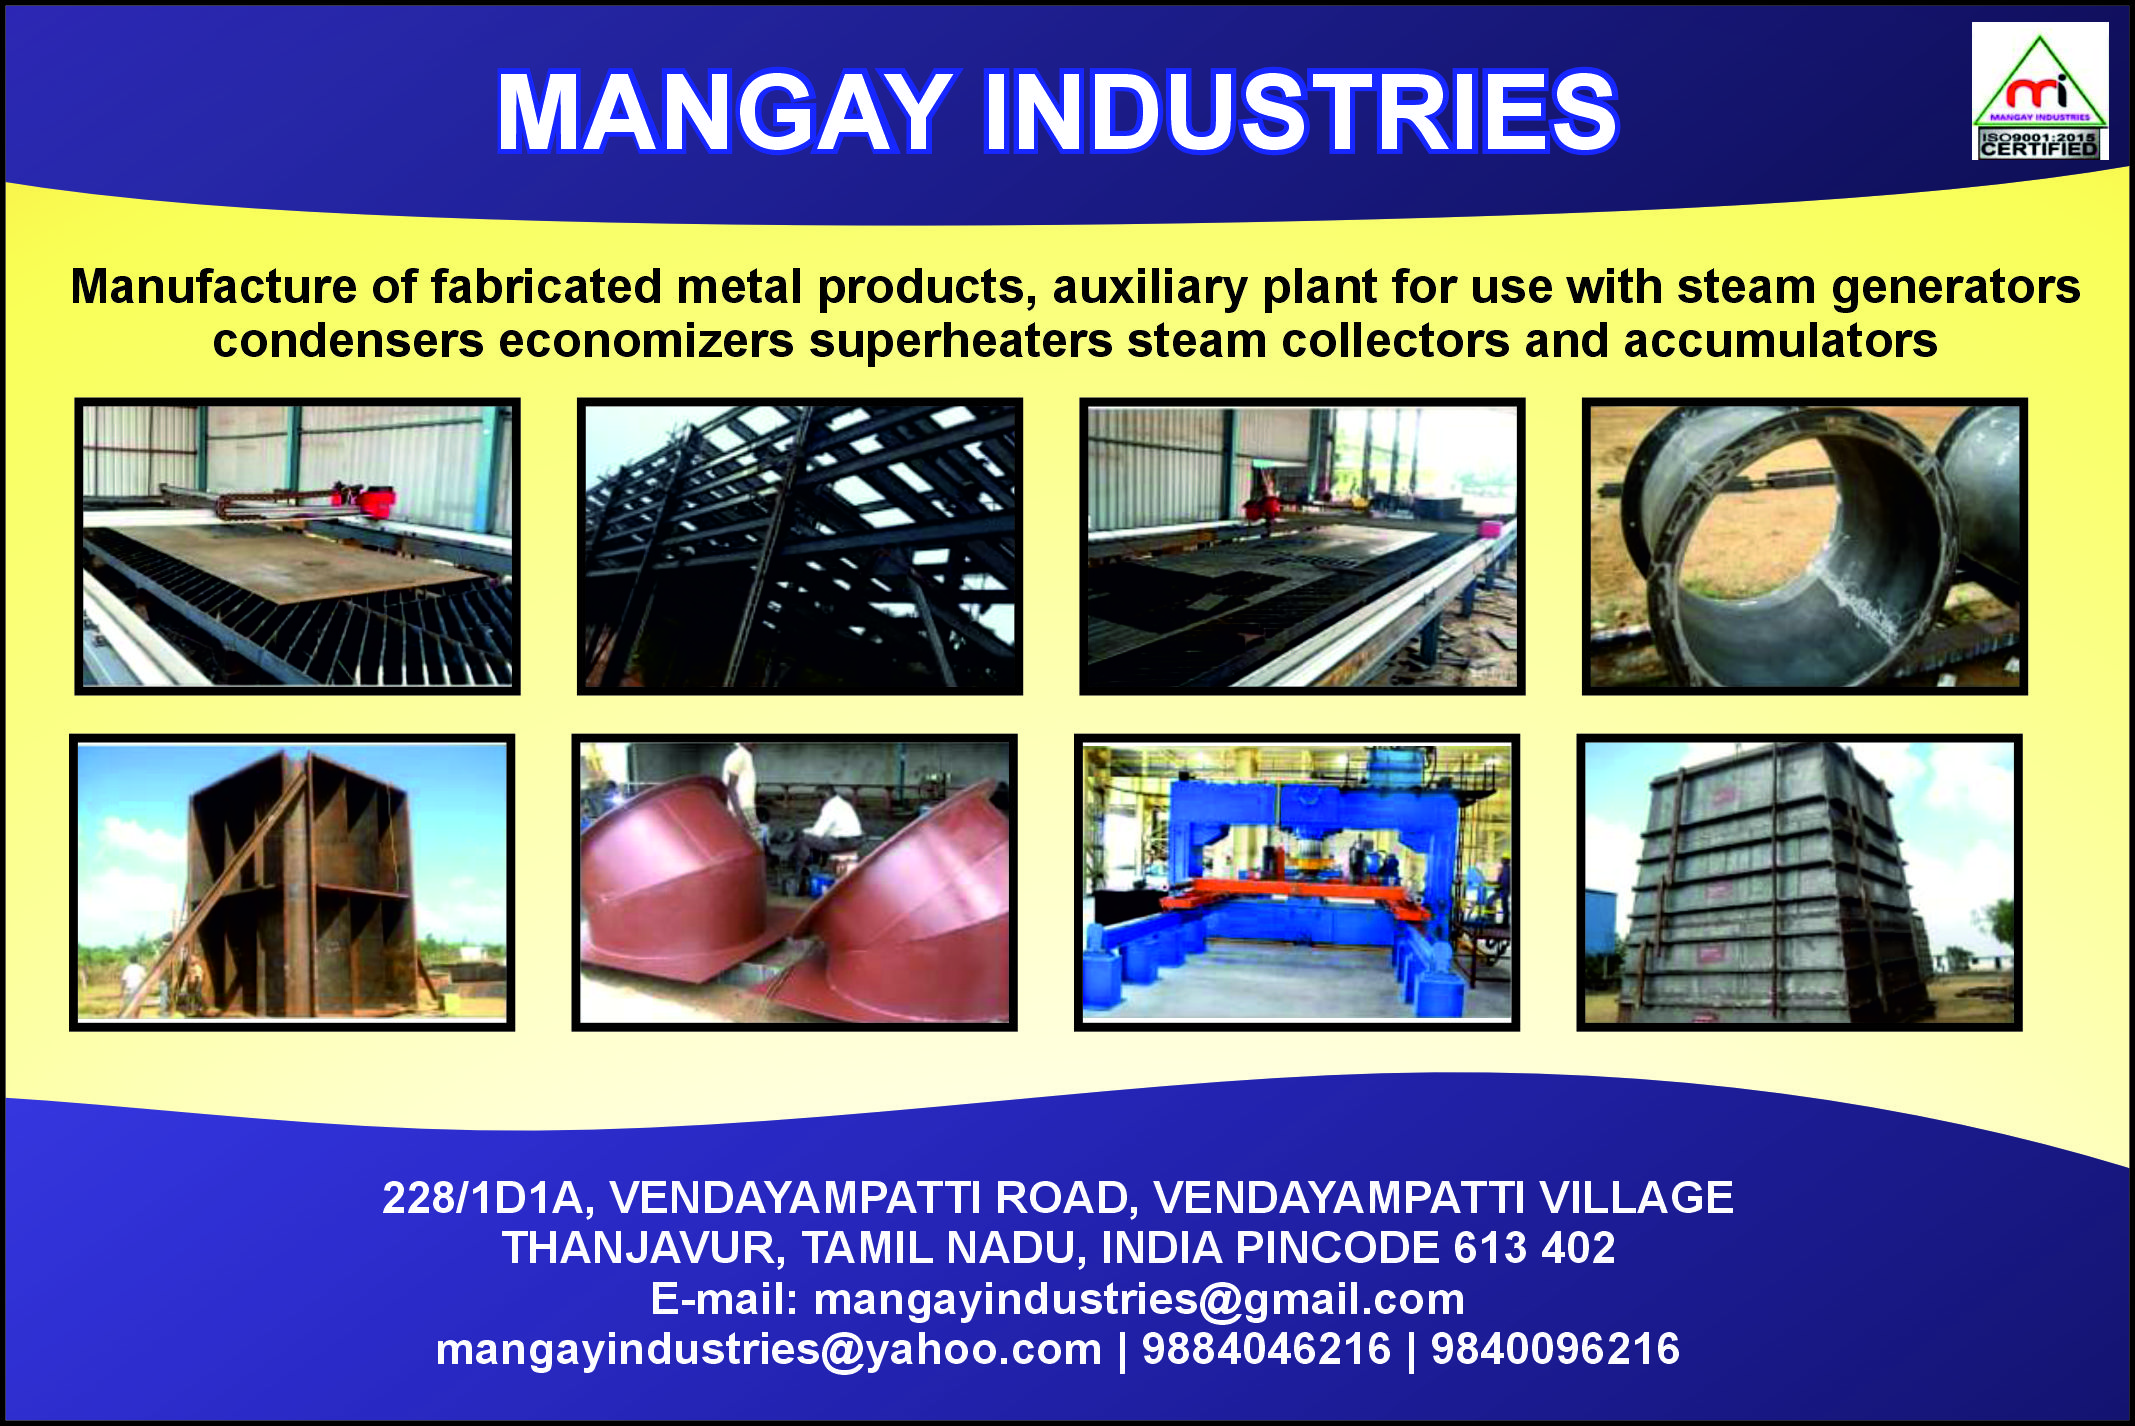 MANGAY INDUSTRIES
mi
MANGAY INDUSTRIES
ISO9001:2015
CERTIFIED
Manufacture of fabricated metal products, auxiliary plant for use with steam generators
condensers economizers superheaters steam collectors and accumulators
228/1D1A, VENDAYAMPATTI ROAD, VENDAYAMPATTI VILLAGE
THANJAVUR, TAMIL NADU, INDIA PINCODE 613 402
E-mail: mangayindustries@gmail.com
mangayindustries@yahoo.com | 9884046216 | 9840096216